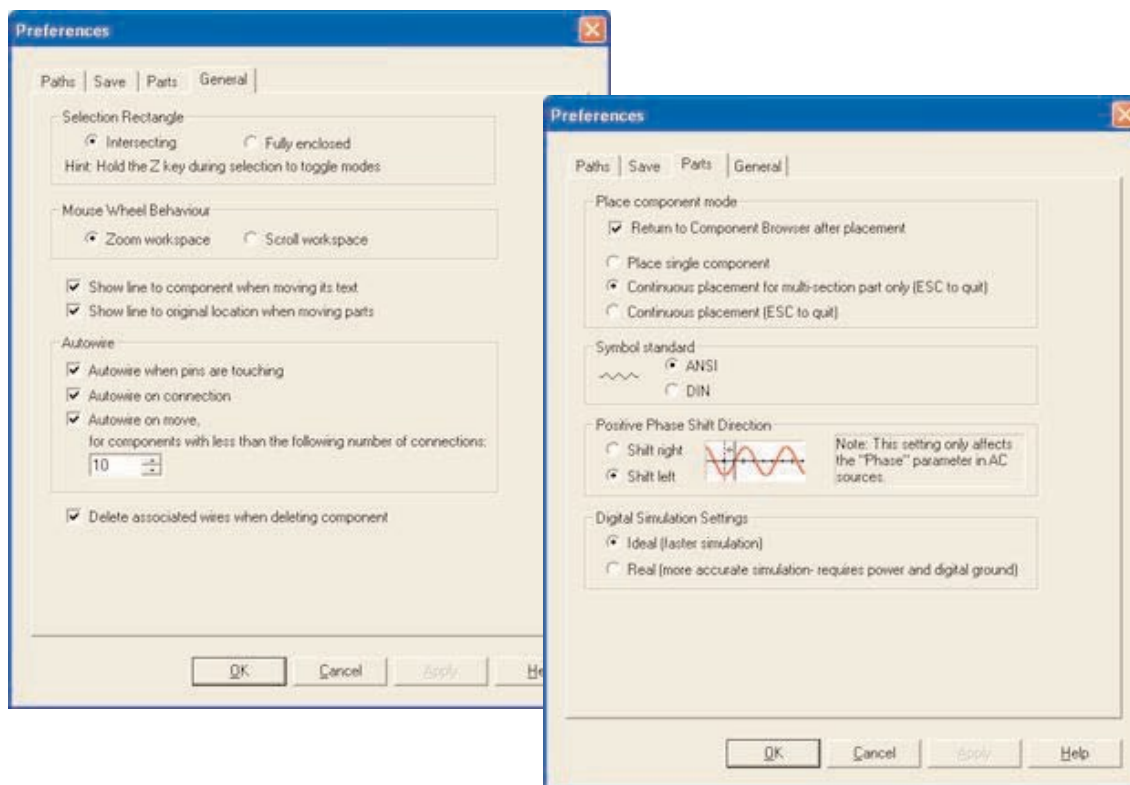 Preferences
Paths Save Parts General
Selection Rectangle
Intersecting Fully enclosed
Hint: Hold the Z key during selection to toggle modes
Mouse Wheel Behaviour
Zoom workspace Scroll workspace
Show line to component when moving its text
Show line to original location when moving parts
Autowire
Autowire when pins are touching
Autowire on connection
Autowire on move,
for components with less than the following number of connections:
10
Delete associated wires when deleting component
OK Cancel Apply He
Preferences
Paths Save Parts General
Place component mode
Return to Component Browser after placement
Place single component
Continuous placement for multi-section part only (ESC to quit)
Continuous placement (ESC to quit)
Symbol standard
ANSI
DIN
Positive Phase Shift Direction
Shift right
Shift left
Note: This setting only affects
the "Phase" parameter in AC
sources.
Digital Simulation Settings
Ideal (faster simulation)
Real (more accurate simulation- requires power and digital ground)
OK Cancel Apply Help